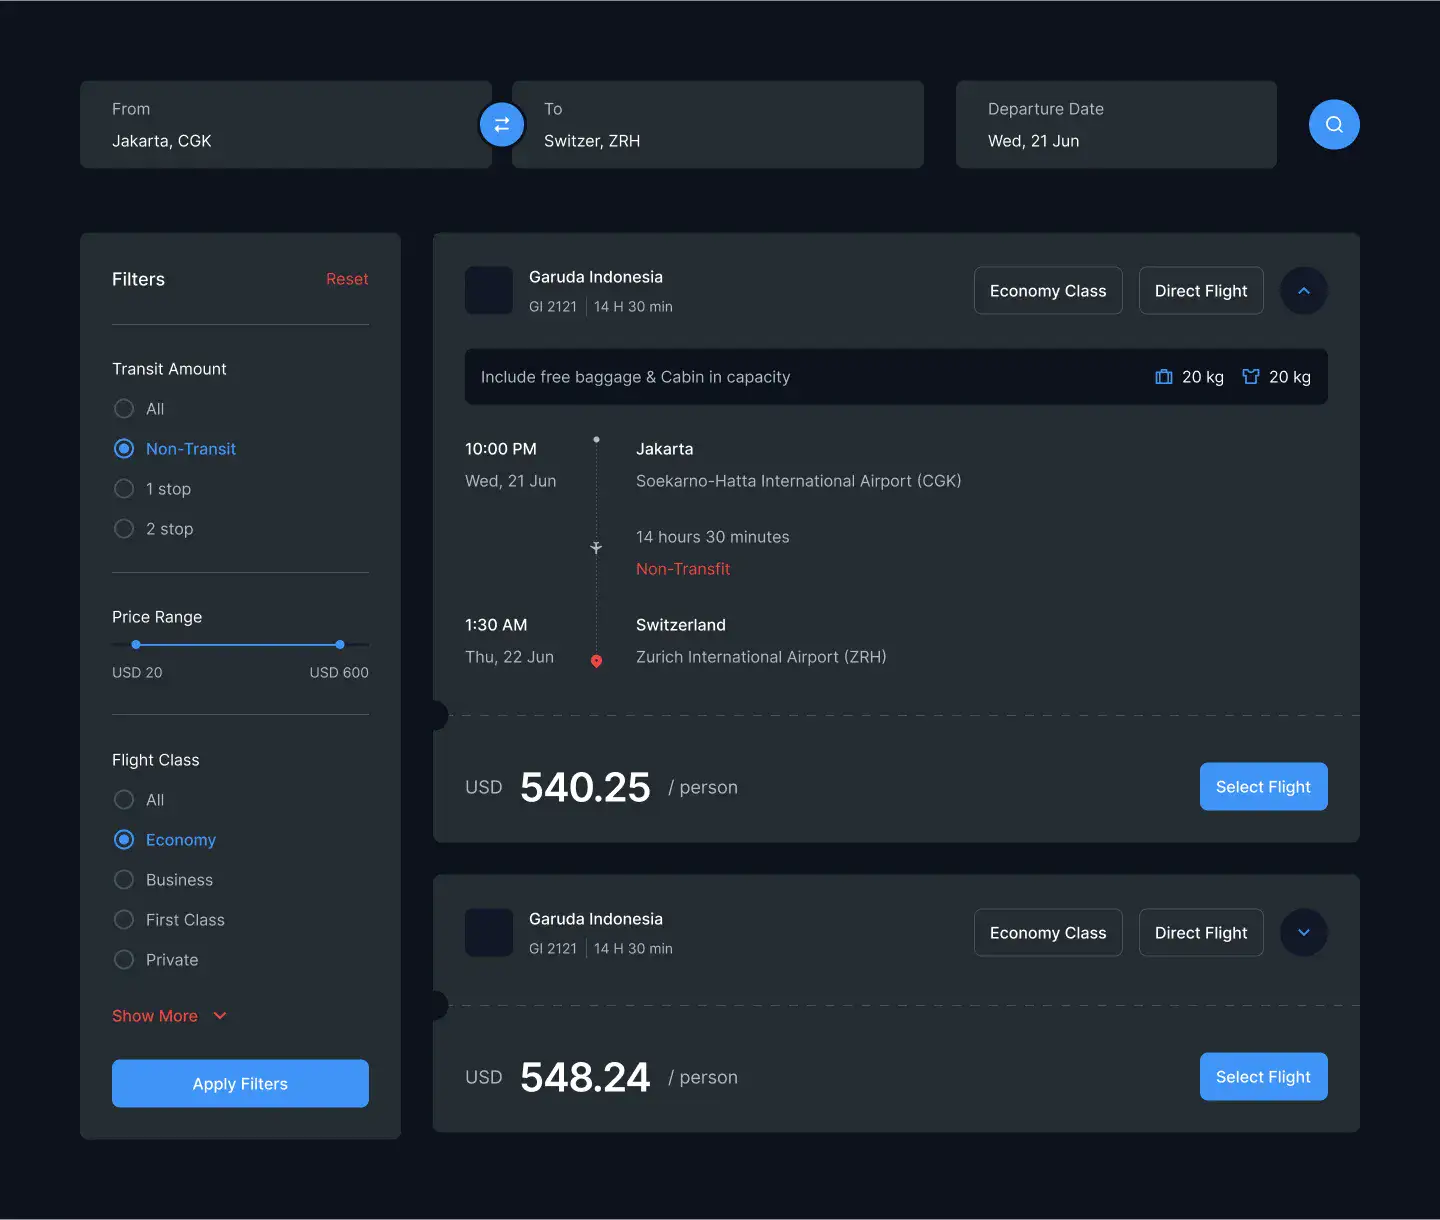 From
Jakarta, CGK
To
Switzer, ZRH
Departure Date
Wed, 21 Jun
Filters
Reset
Transit Amount
All
Non-Transit
1 stop
2 stop
Price Range
USD 20
USD 600
Flight Class
All
Economy
Business
First Class
Private
Show More
Apply Filters
Garuda Indonesia
GI 2121
14 H 30 min
Economy Class
Direct Flight
Include free baggage & Cabin in capacity
20 kg
20 kg
10:00 PM
Wed, 21 Jun
Jakarta
Soekarno-Hatta International Airport (CGK)
14 hours 30 minutes
Non-Transfit
1:30 AM
Thu, 22 Jun
Switzerland
Zurich International Airport (ZRH)
USD 540.25 / person
Select Flight
Garuda Indonesia
GI 2121
14 H 30 min
Economy Class
Direct Flight
USD 548.24 / person
Select Flight